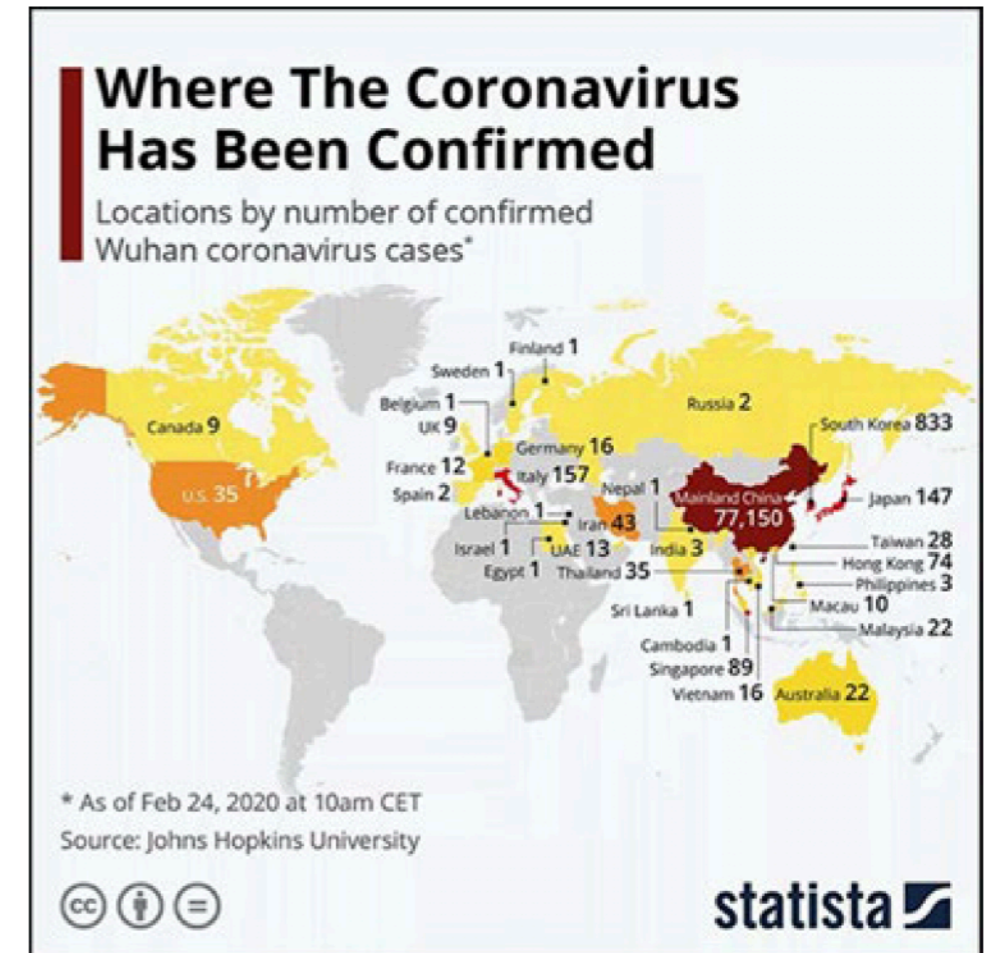 Where The Coronavirus
Has Been Confirmed
Locations by number of confirmed
Wuhan coronavirus cases*
Finland 1
Sweden 1
Belgium 1
Russia 2
UK 9
Canada 9
South Korea 833
Germany 16
France 12
Italy 157
Spain 2
Nepal 1
U.S. 35
Mainland China
77,150
Japan 147
Lebanon 1
Iran 43
Taiwan 28
Israel 1
UAE 13
India 3
Hong Kong 74
Egypt 1
Thailand 35
Philippines 3
Sri Lanka 1
Macau 10
Malaysia 22
Cambodia 1
Singapore 89
Vietnam 16
Australia 22
* As of Feb 24, 2020 at 10am CET
Source: Johns Hopkins University
cc
statista